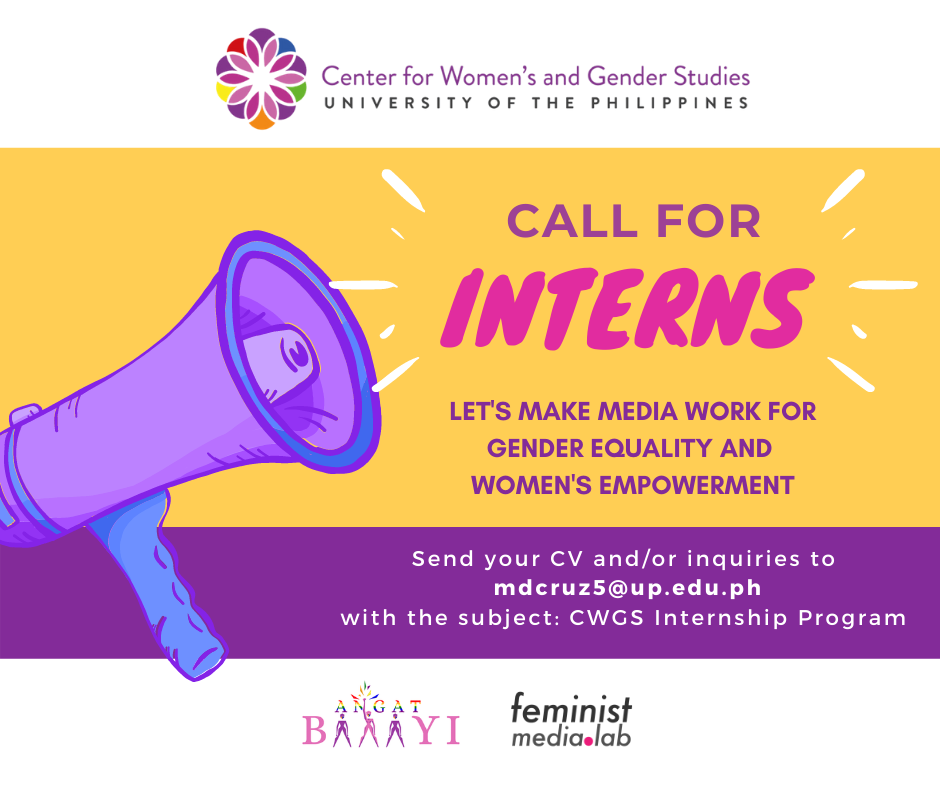 Center for Women's and Gender Studies
UNIVERSITY OF THE PHILIPPINES
CALL FOR
INTERNS
LET'S MAKE MEDIA WORK FOR
GENDER EQUALITY AND
WOMEN'S EMPOWERMENT
Send your CV and/or inquiries to
mdcruz5@up.edu.ph
with the subject: CWGS Internship Program
ANGAT
BAAAYI
feminist
media.lab